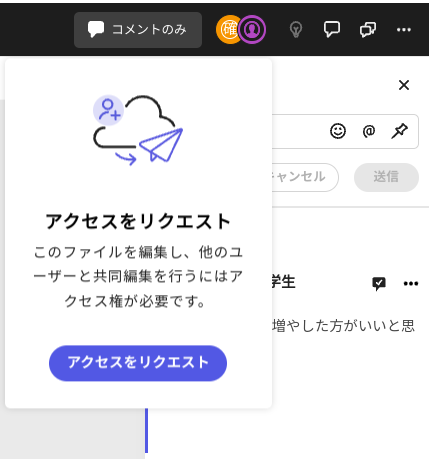 コメントのみ
確
@
キャンセル
送信
アクセスをリクエスト
このファイルを編集し、他のユ
ーザーと共同編集を行うにはア
クセス権が必要です。
学生
増やした方がいいと思
アクセスをリクエスト